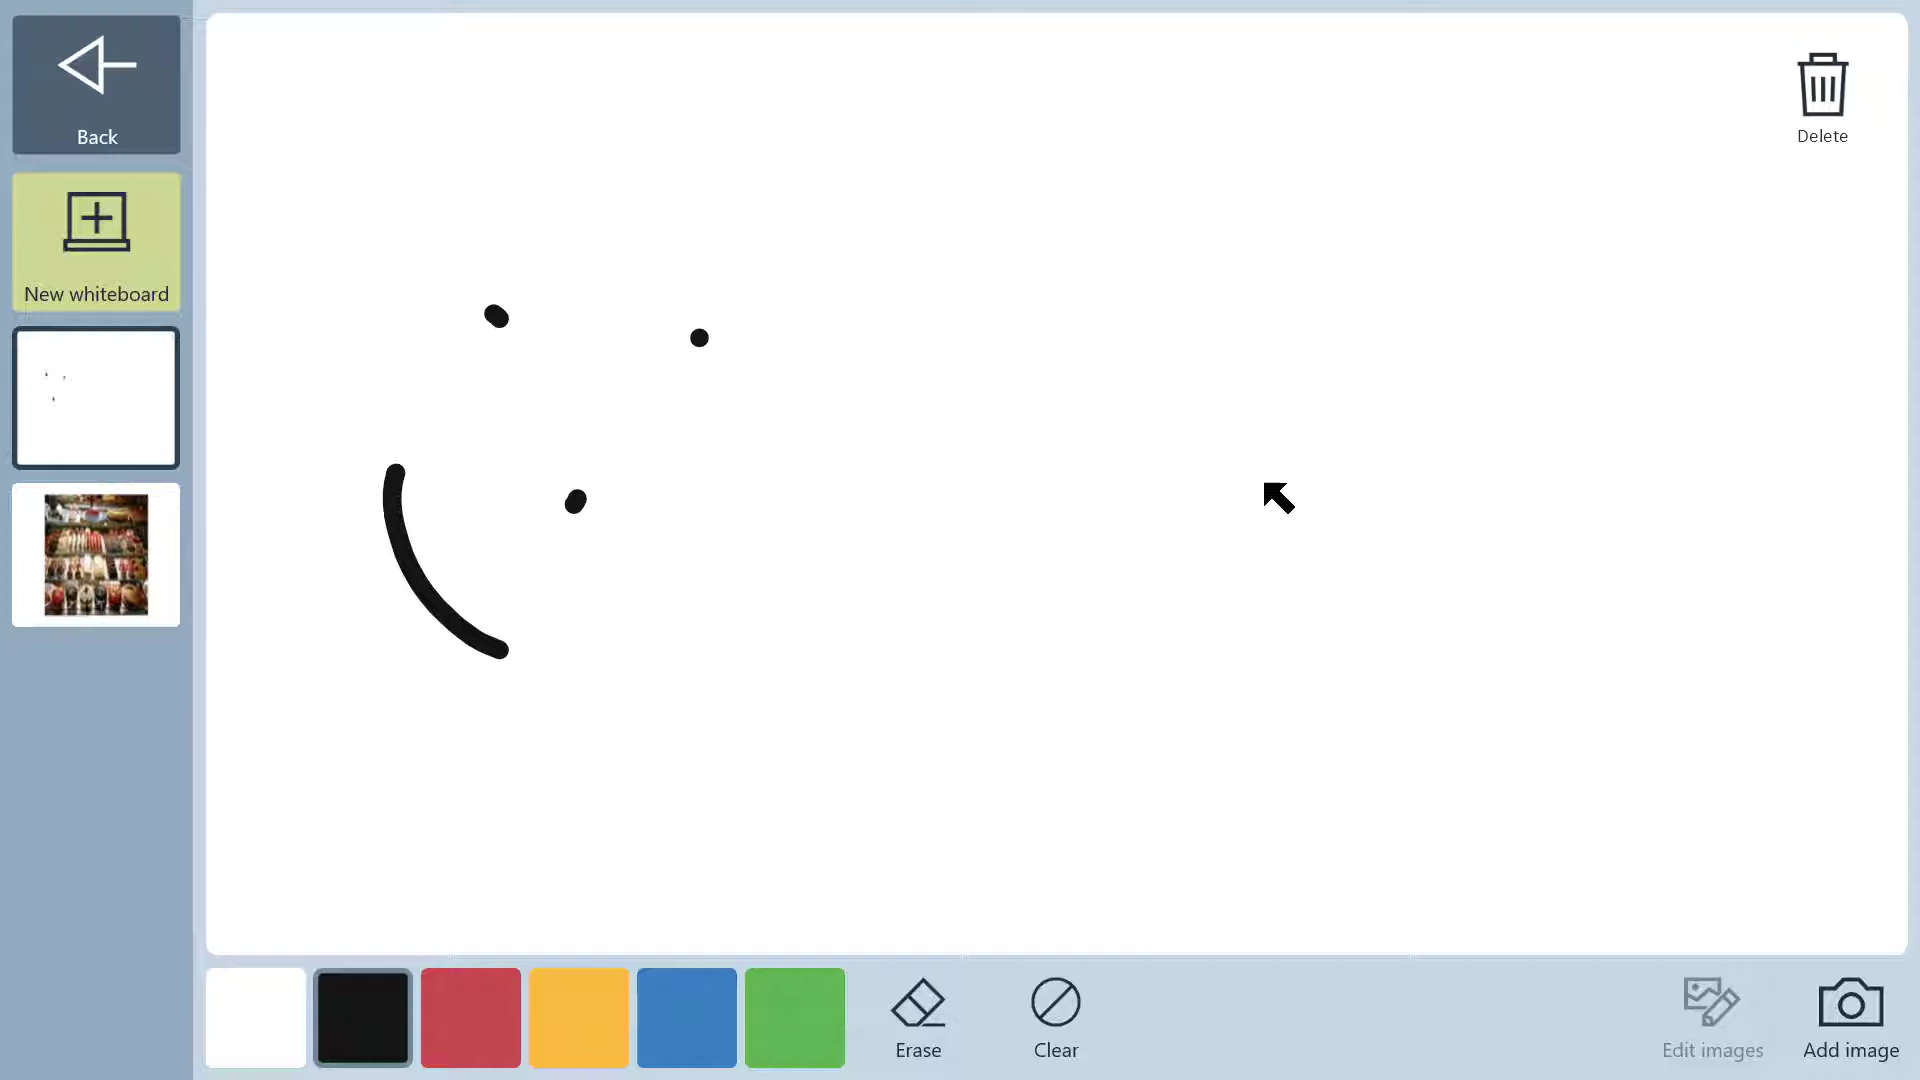 Back
Delete
New whiteboard
Erase
Clear
Edit images
Add image